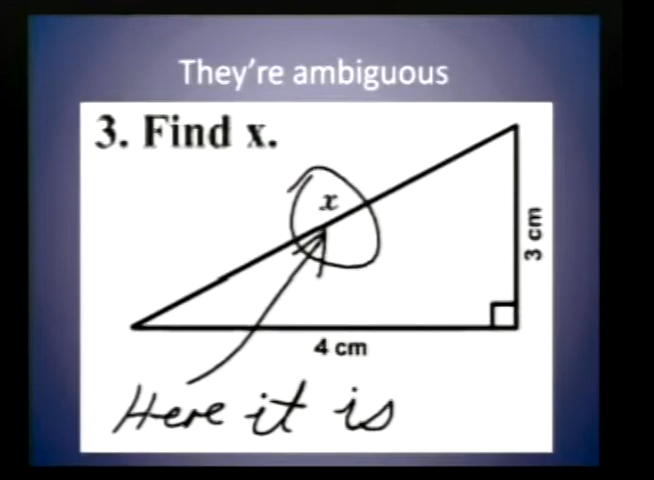 They're ambiguous
3. Find x.
x
3 cm
4 cm
Here it is